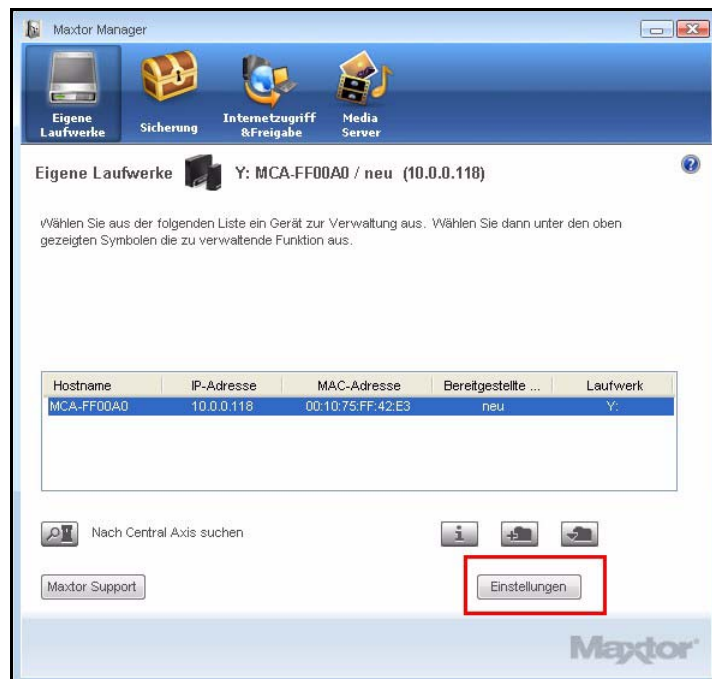 Maxtor Manager
Eigene Laufwerke
Sicherung
Internetzugriff &Freigabe
Media Server
Eigene Laufwerke Y: MCA-FF00A0 / neu (10.0.0.118)
Wählen Sie aus der folgenden Liste ein Gerät zur Verwaltung aus. Wählen Sie dann unter den oben
gezeigten Symbolen die zu verwaltende Funktion aus.
Hostname IP-Adresse MAC-Adresse Bereitgestellte ... Laufwerk
MCA-FF00A0 10.0.0.118 00:10:75:FF:42:E3 neu Y:
Nach Central Axis suchen
Maxtor Support
Einstellungen
Maxtor